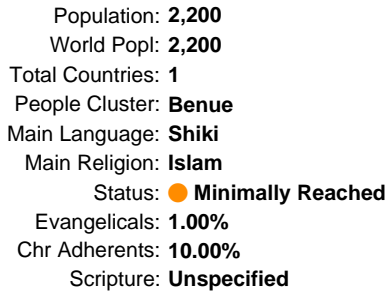 Population: 2,200
World Popl: 2,200
Total Countries: 1
People Cluster: Benue
Main Language: Shiki
Main Religion: Islam
Status: Minimally Reached
Evangelicals: 1.00%
Chr Adherents: 10.00%
Scripture: Unspecified